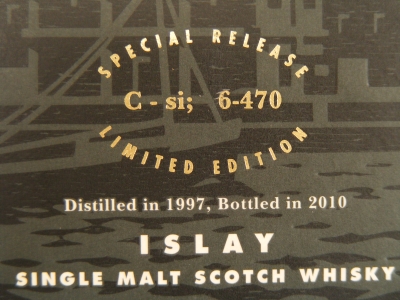 SPECIAL RELEASE
C - si; 6-470
LIMITED EDITION
Distilled in 1997, Bottled in 2010
ISLAY
SINGLE MALT SCOTCH WHISKY